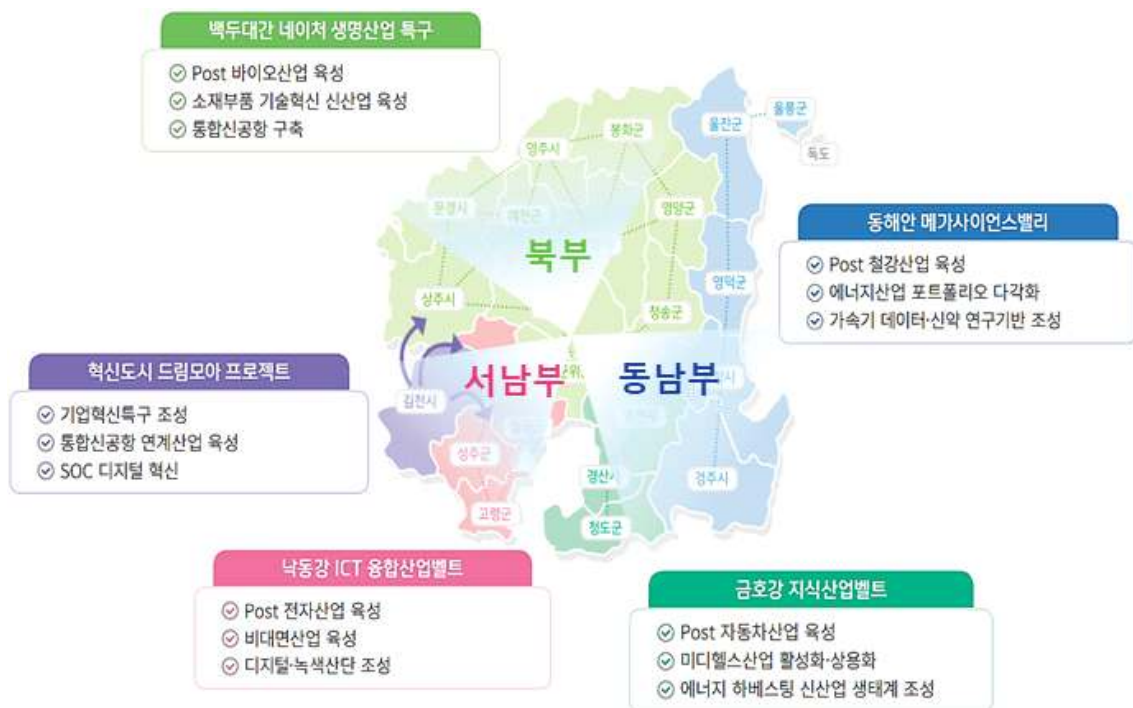 백두대간 네이처 생명산업 특구
Post 바이오산업 육성
소재부품 기술혁신 신산업 육성
통합신공항 구축
울릉군
울진군
독도
봉화군
영주시
문경시
예천군
영양군
북부
동해안 메가사이언스밸리
Post 철강산업 육성
에너지산업 포트폴리오 다각화
가속기 데이터·신약 연구기반 조성
영덕군
상주시
청송군
혁신도시 드림모아 프로젝트
기업혁신특구 조성
통합신공항 연계산업 육성
SOC 디지털 혁신
서남부
동남부
김천시
성주군
경산시
경주시
고령군
청도군
낙동강 ICT 융합산업벨트
Post 전자산업 육성
비대면산업 육성
디지털·녹색산단 조성
금호강 지식산업벨트
Post 자동차산업 육성
미디헬스산업 활성화·상용화
에너지 하베스팅 신산업 생태계 조성